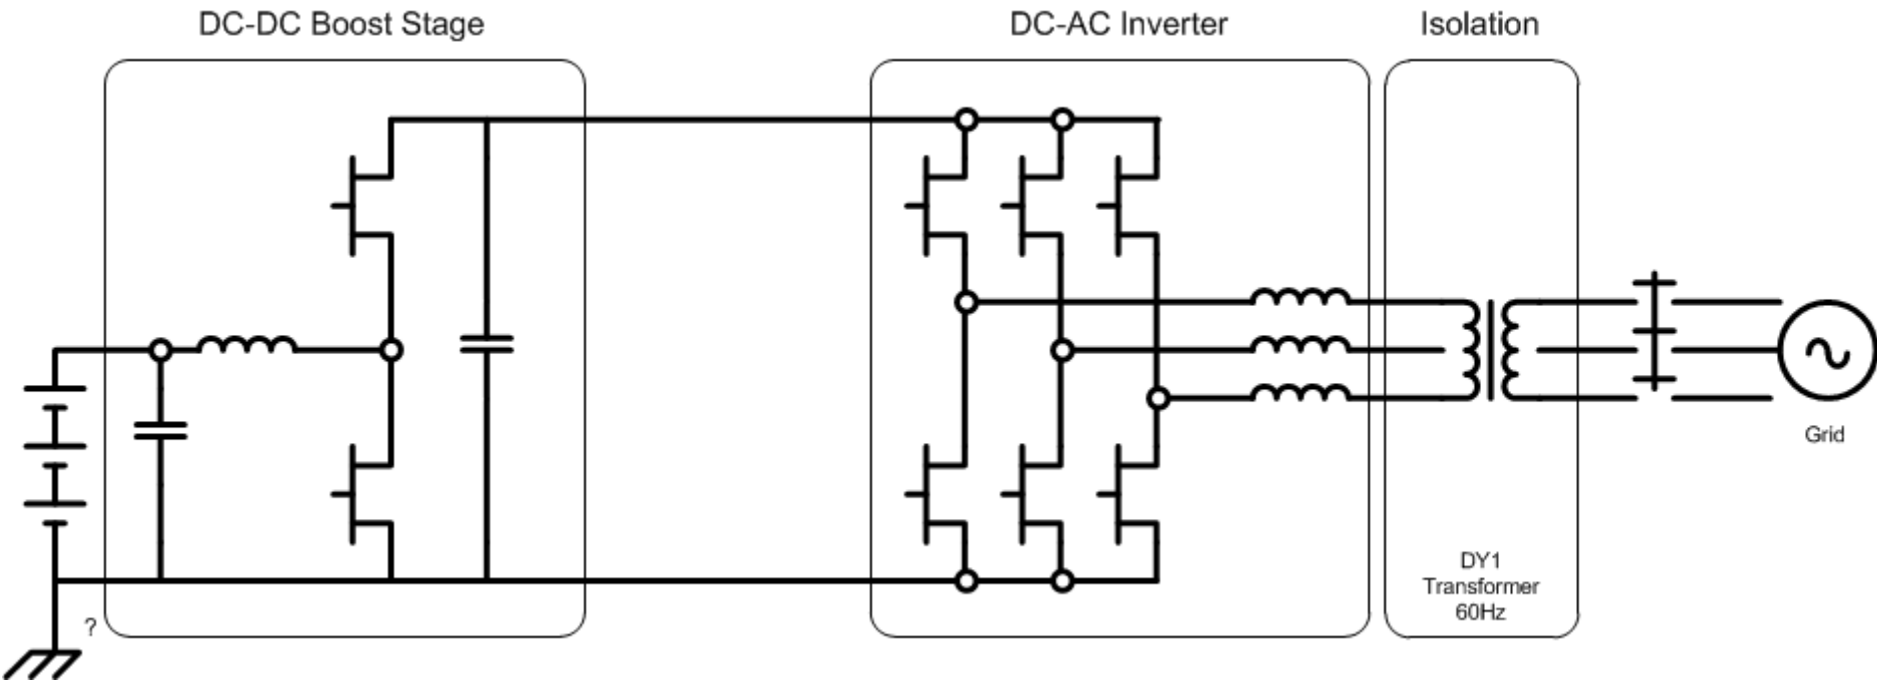 DC-DC Boost Stage
DC-AC Inverter
Isolation
Grid
DY1
Transformer
60Hz
?